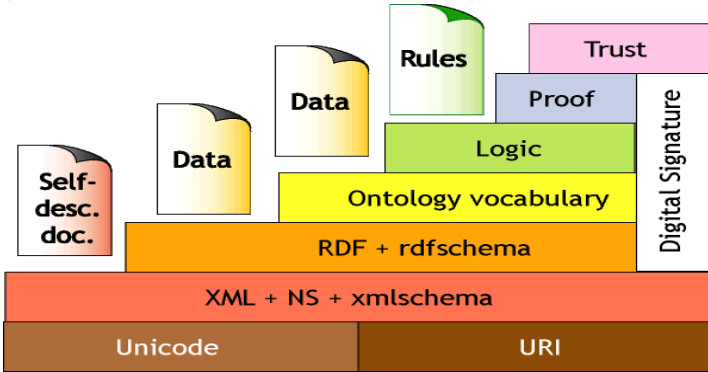 Rules
Trust
Data
Proof
Data
Logic
Self-
desc.
doc.
Ontology vocabulary
Digital Signature
RDF + rdfschema
XML + NS + xmlschema
Unicode
URI